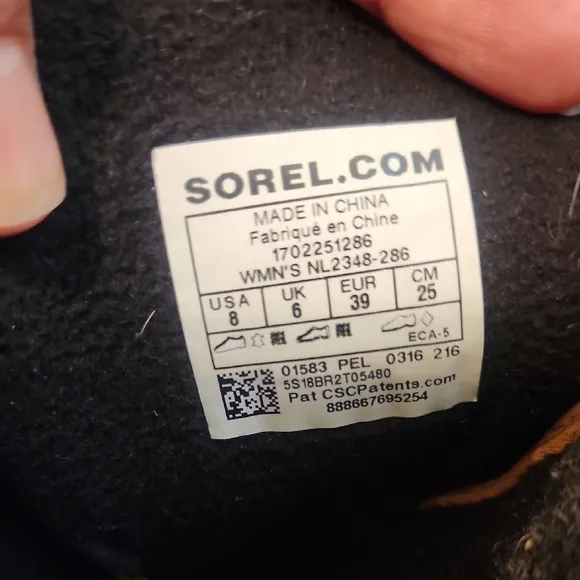 SOREL.COM
MADE IN CHINA
Fabriqué en Chine
1702251286
WMN'S NL2348-286
USA UK EUR CM
8 6 39 25
ECA-5
01583 PEL 0316 216
5S18BR2T05480
Pat CSCPatents.com
888667695254